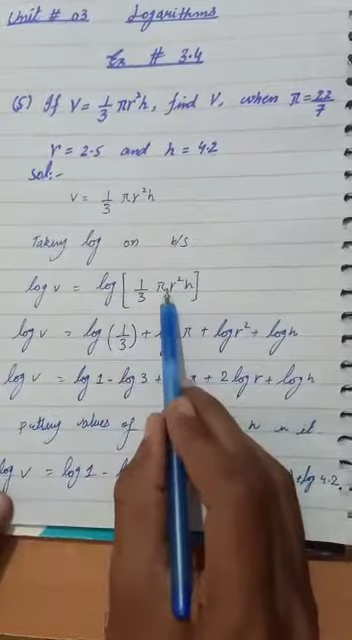 Unit # 03 Logarithms
Ex # 3.4
(5) If V = 1/3 πr²h, find V, when π = 22/7
r = 2.5 and h = 4.2
Sol:-
V = 1/3 πr²h
Taking log on b/s
log v = log[1/3 πr²h]
log v = log(1/3) + π + log r² + log h
log v = log 1 - log 3 + 2 log r + log h
putting values of h in it.
log v = log 1 - + log 4.2.